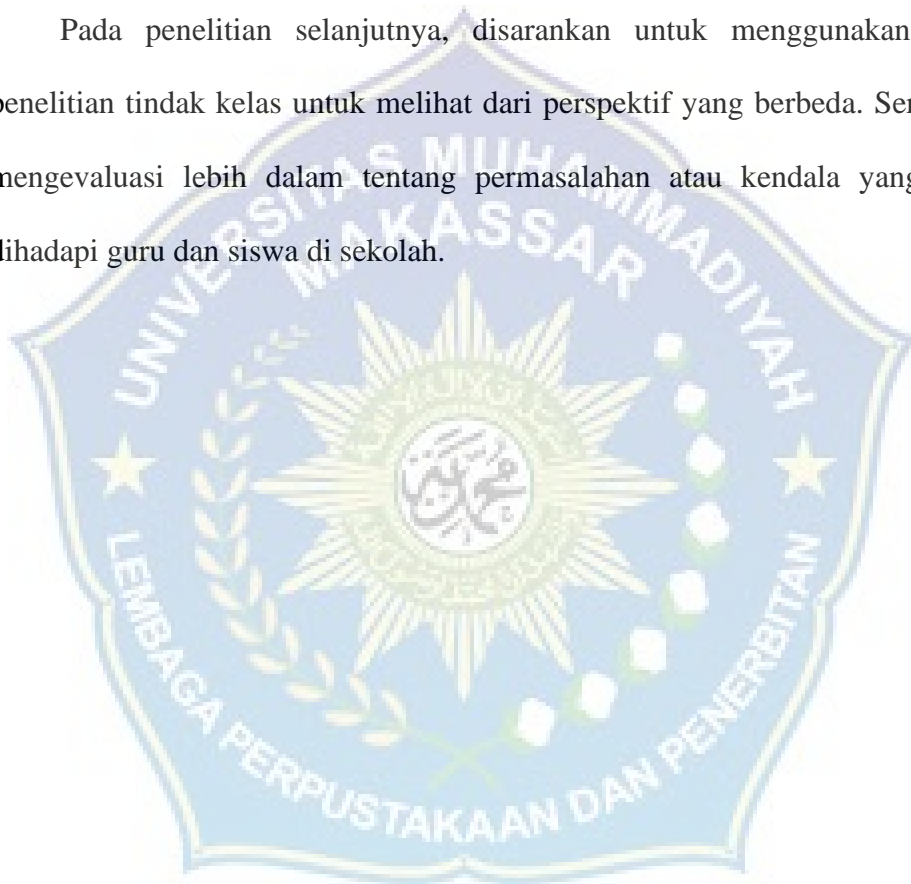 Pada penelitian selanjutnya, disarankan untuk menggunakan
penelitian tindak kelas untuk melihat dari perspektif yang berbeda.
mengevaluasi lebih dalam tentang permasalahan atau kendala yang
dihadapi guru dan siswa di sekolah.
UNIVERSITAS MUHAMMADIYAH
MAKASSAR
LEMBAGA PERPUSTAKAAN DAN PENERBITAN